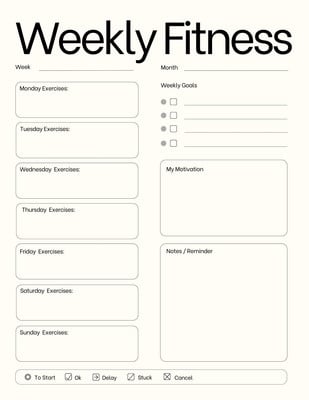 Weekly Fitness
Week
Month
Monday Exercises:
Tuesday Exercises:
Wednesday Exercises:
Thursday Exercises:
Friday Exercises:
Saturday Exercises:
Sunday Exercises:
Weekly Goals
My Motivation
Notes / Reminder
To Start Ok Delay Stuck Cancel